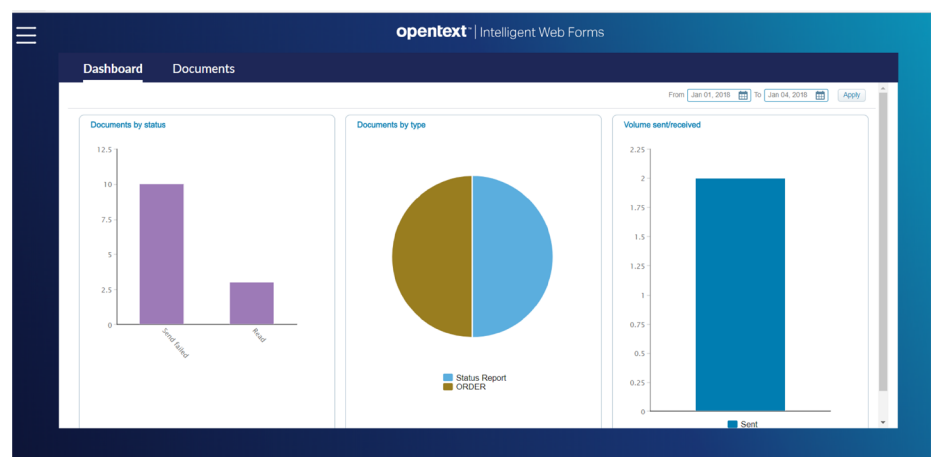 opentext™ | Intelligent Web Forms
Dashboard Documents
From Jan 01, 2018 To Jan 04, 2018 Apply
Documents by status
12.5
10
7.5
5
2.5
0
Send failed
Read
Documents by type
Status Report
ORDER
Volume sent/received
2.25
2
1.75
1.5
1.25
1
0.75
0.5
0.25
0
Sent